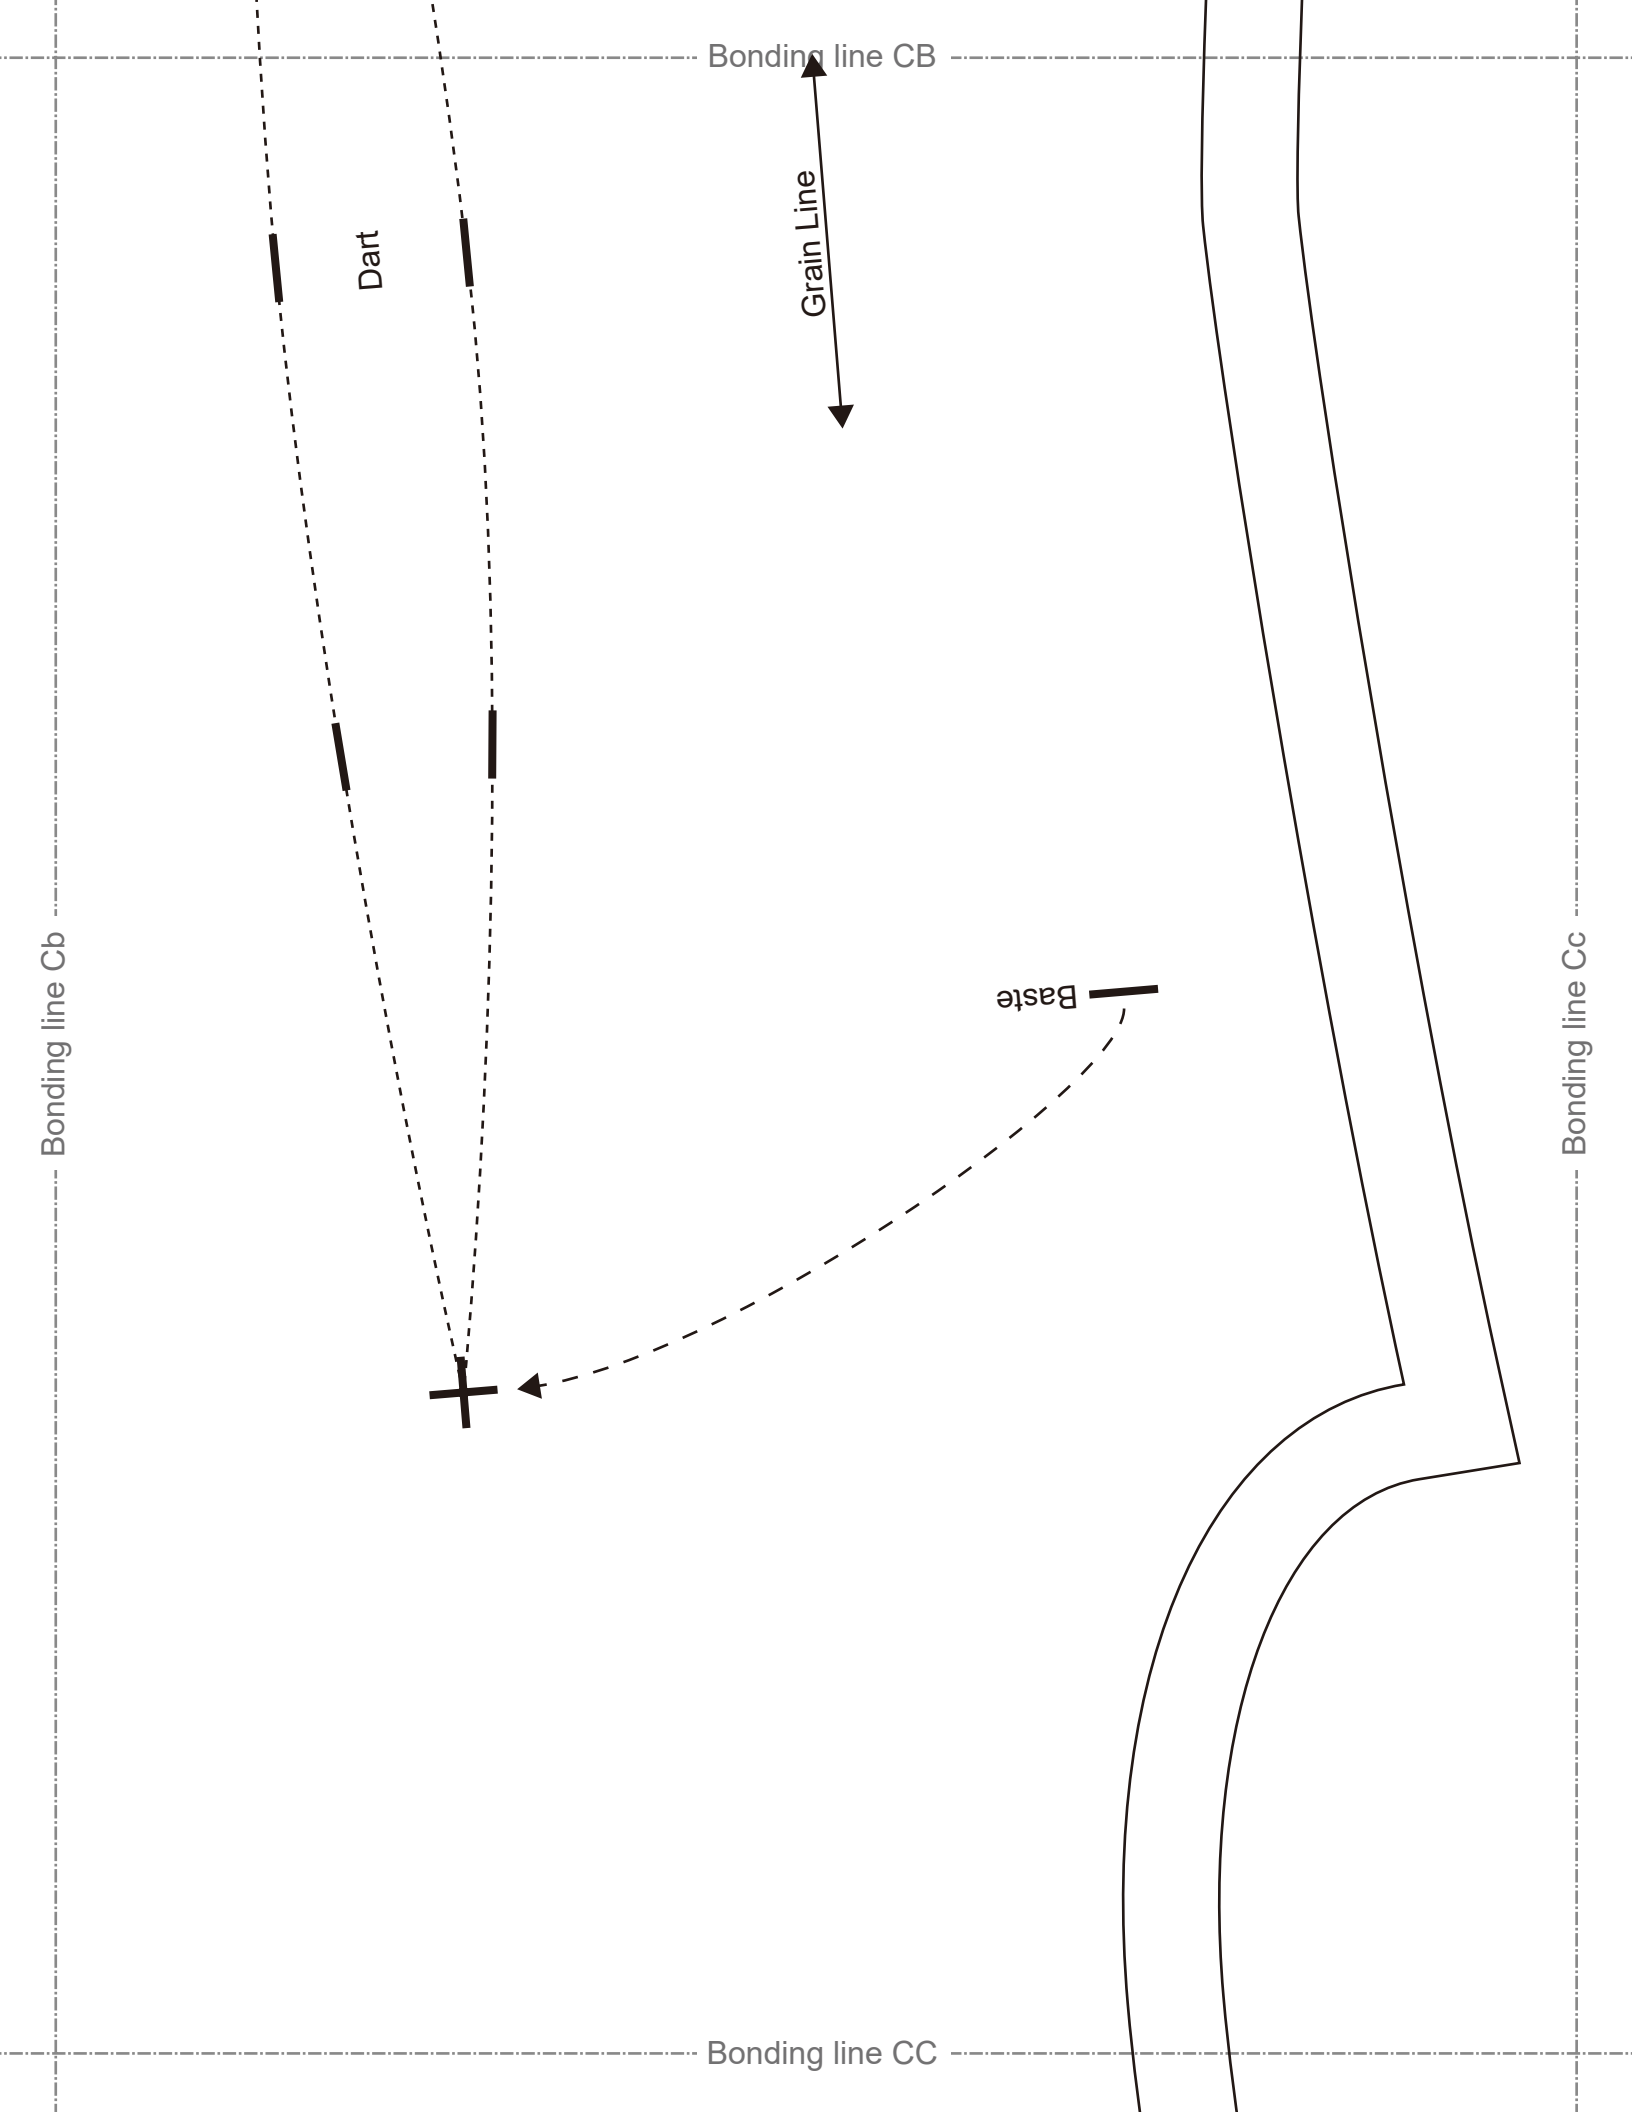 Bonding line CB
Grain Line
Dart
Bonding line Cb
Bonding line Cc
Baste
Bonding line CC